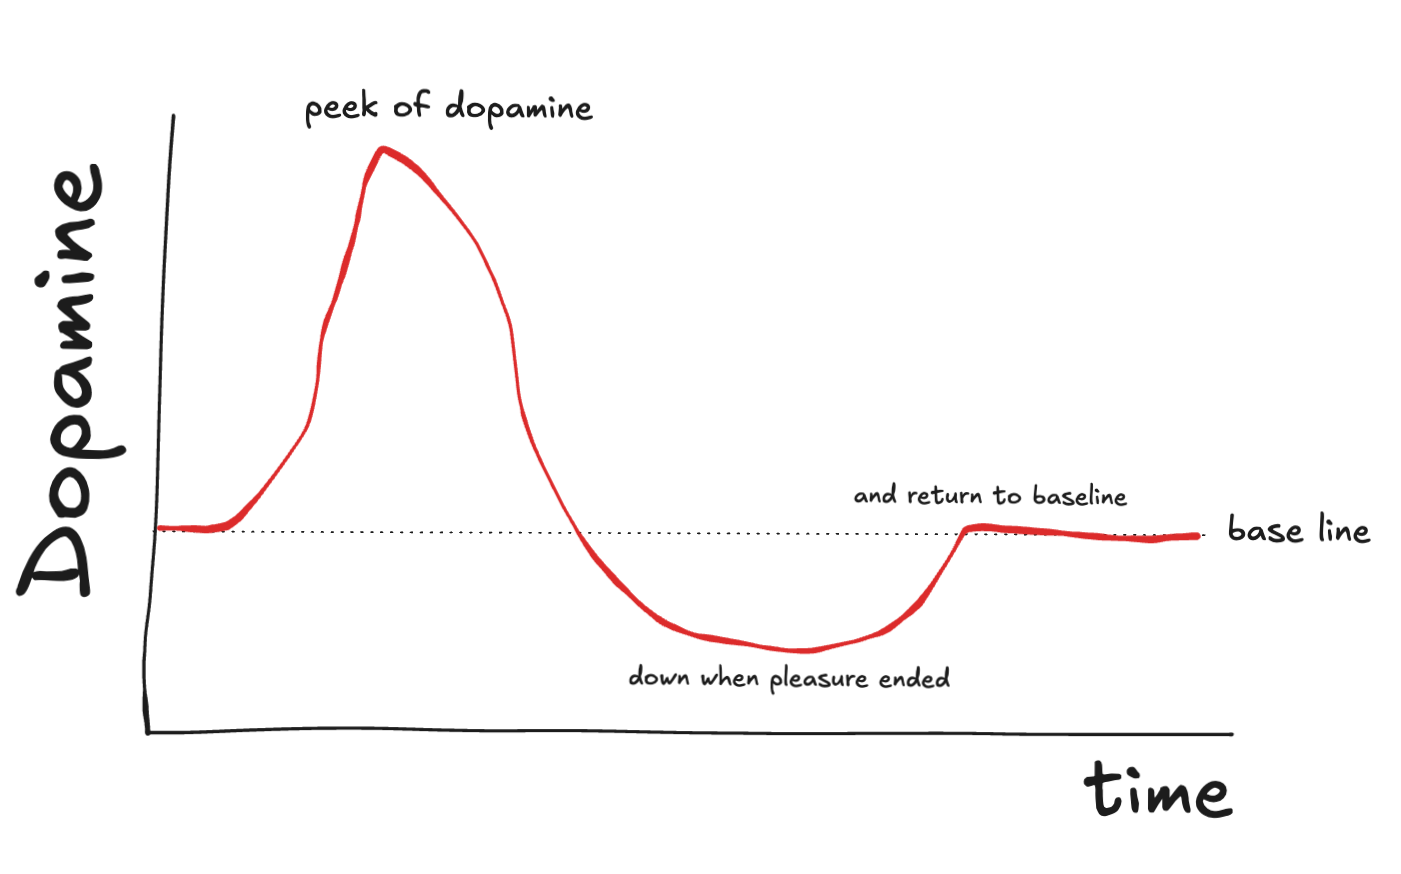 peek of dopamine
Dopamine
and return to baseline
base line
down when pleasure ended
time